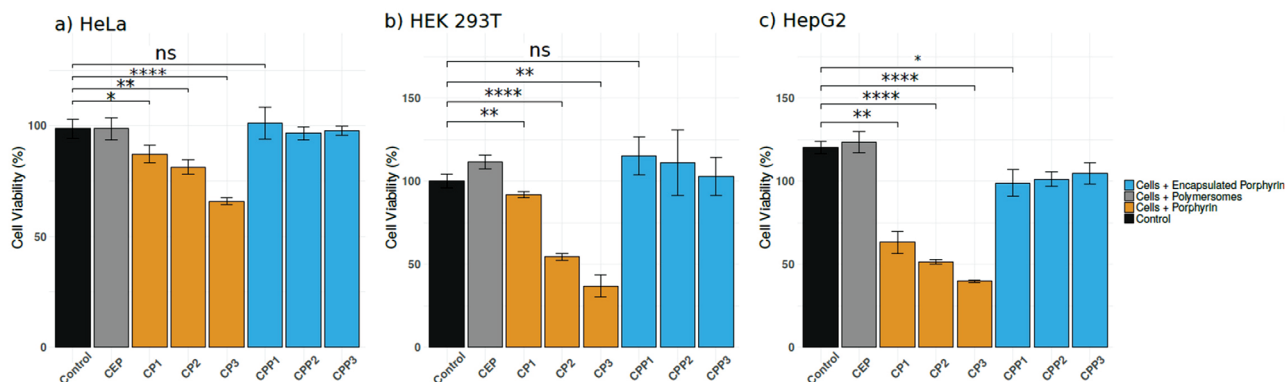 a) HeLa
ns
****
**
*
Cell Viability (%)
100
50
0
Control
CEP
CP1
CP2
CP3
CPP1
CPP2
CPP3
b) HEK 293T
ns
**
****
**
Cell Viability (%)
150
100
50
0
Control
CEP
CP1
CP2
CP3
CPP1
CPP2
CPP3
c) HepG2
*
****
****
**
Cell Viability (%)
150
100
50
0
Control
CEP
CP1
CP2
CP3
CPP1
CPP2
CPP3
Cells + Encapsulated Porphyrin
Cells + Polymersomes
Cells + Porphyrin
Control